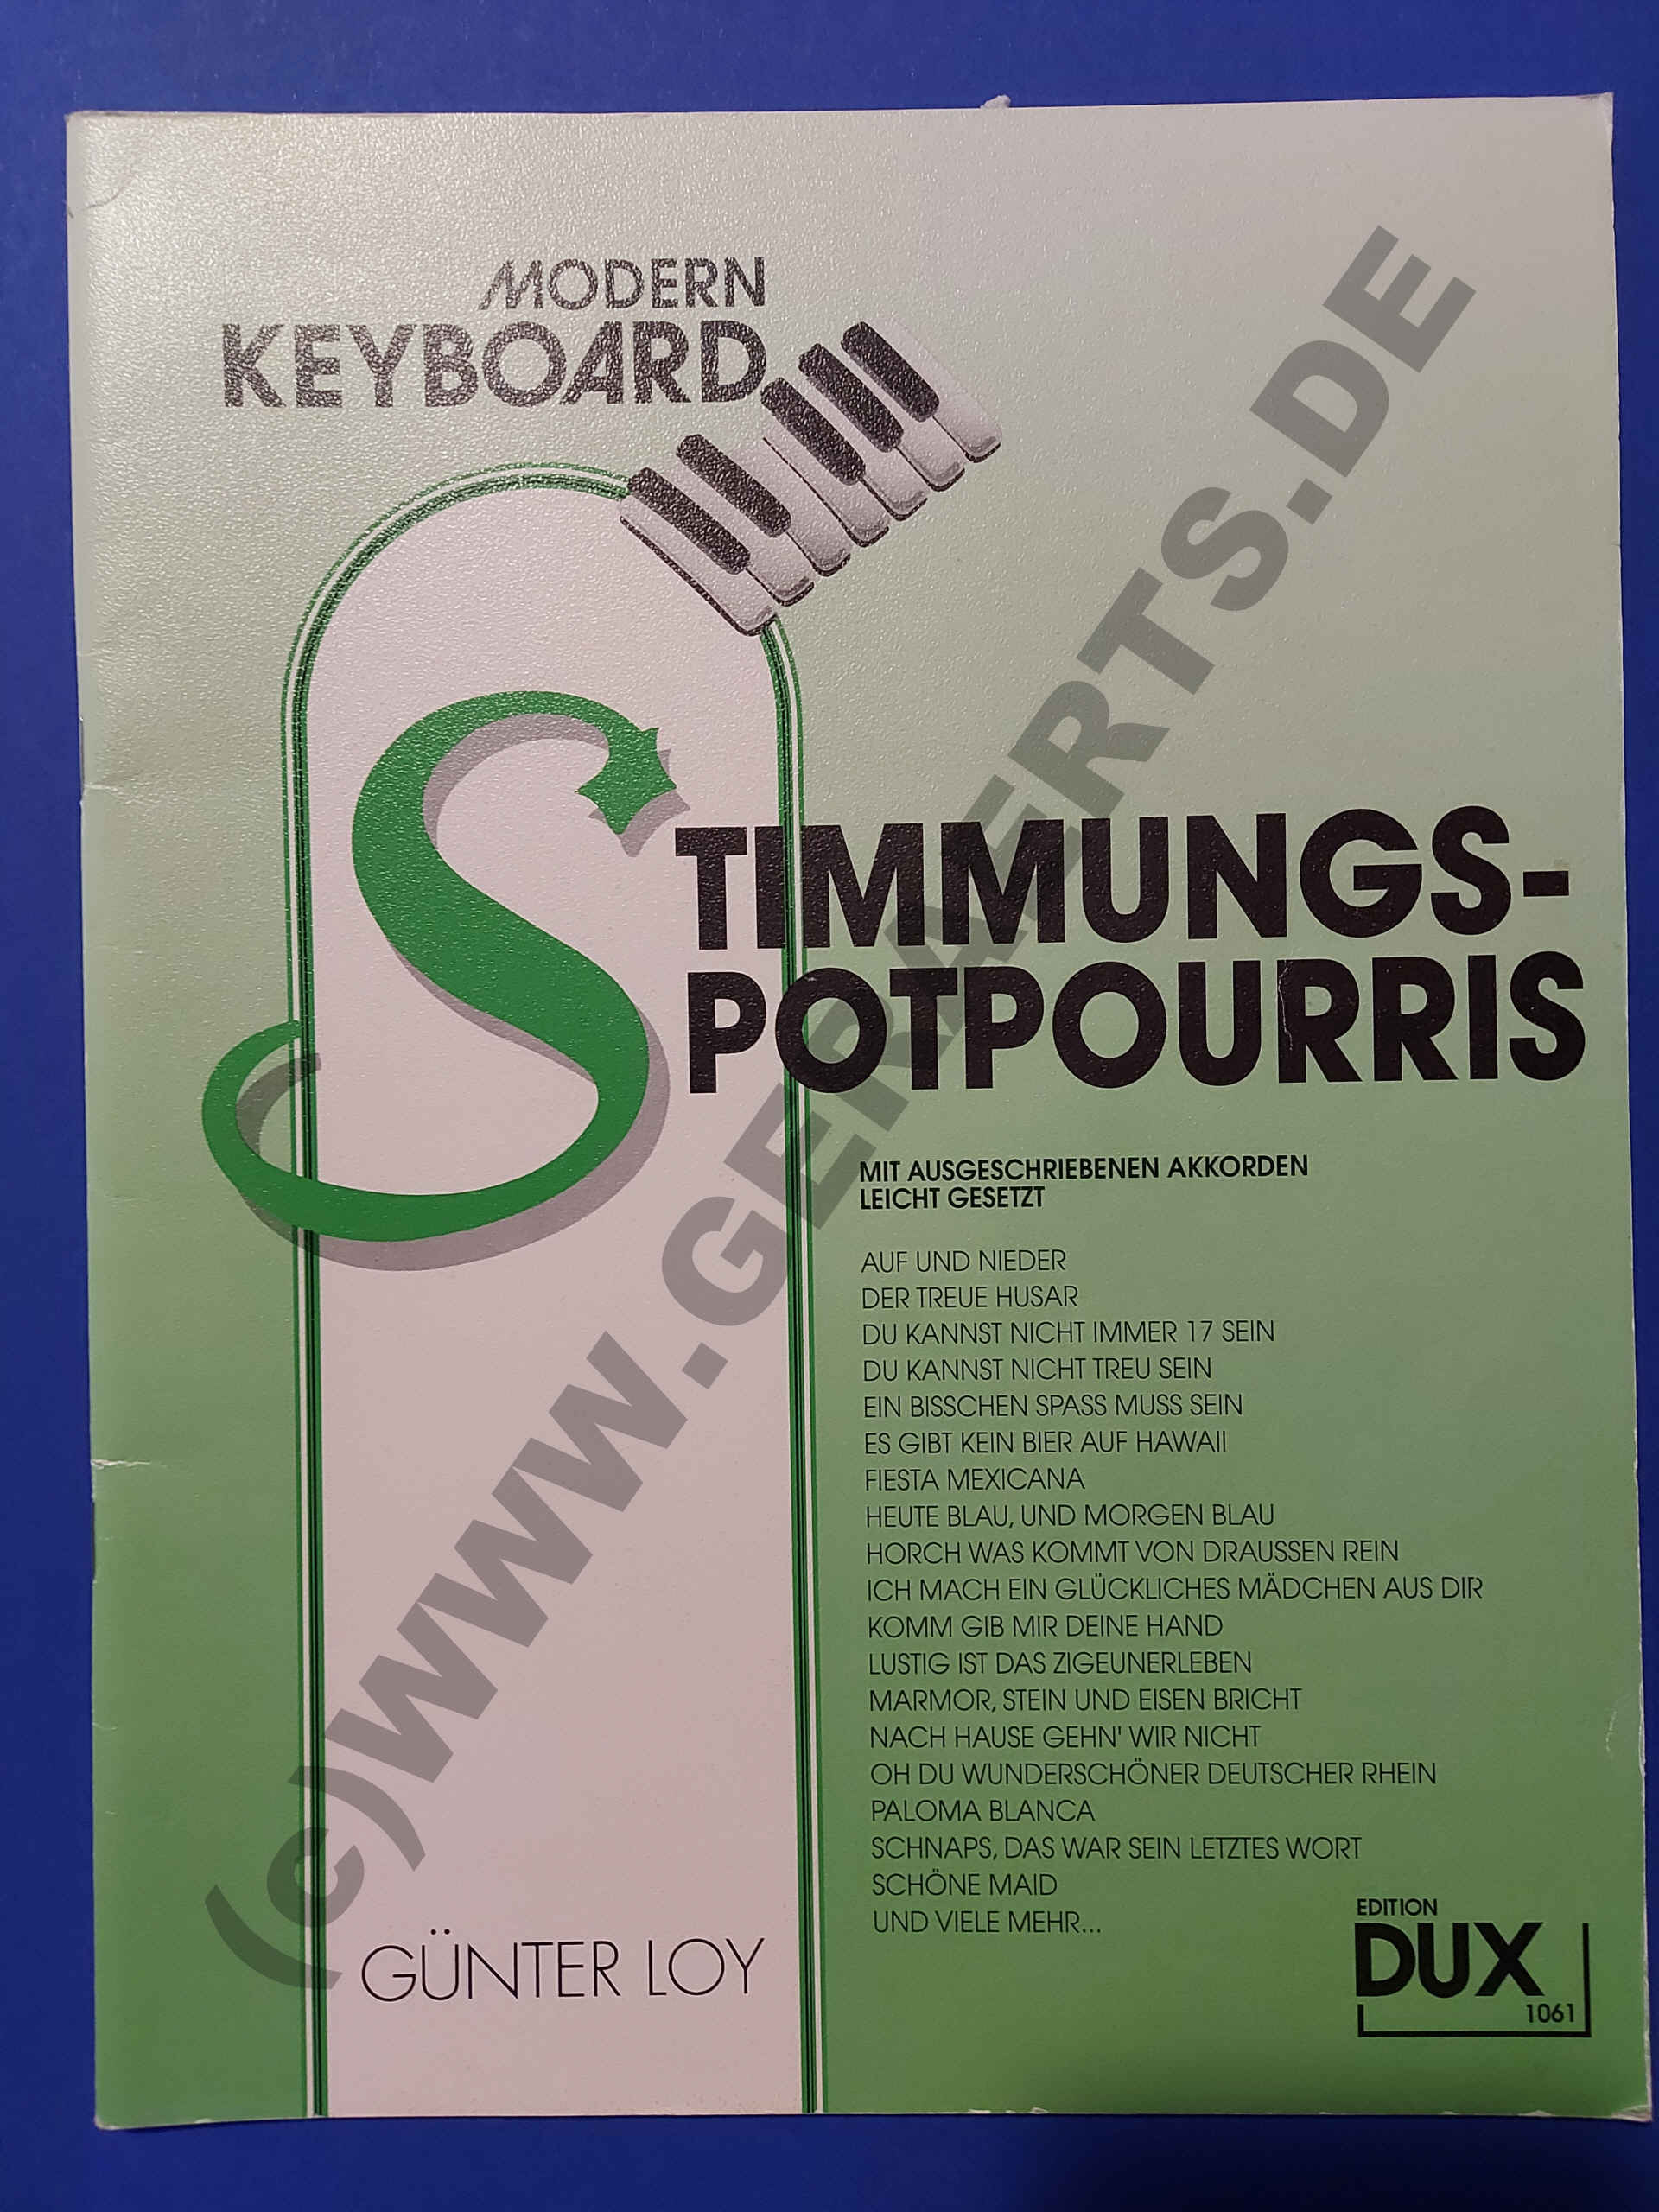 MODERN
KEYBOARD
STIMMUNGS-
POTPOURRIS
MIT AUSGESCHRIEBENEN AKKORDEN
LEICHT GESETZT
AUF UND NIEDER
DER TREUE HUSAR
DU KANNST NICHT IMMER 17 SEIN
DU KANNST NICHT TREU SEIN
EIN BISSCHEN SPASS MUSS SEIN
ES GIBT KEIN BIER AUF HAWAII
FIESTA MEXICANA
HEUTE BLAU, UND MORGEN BLAU
HORCH WAS KOMMT VON DRAUSSEN REIN
ICH MACH EIN GLÜCKLICHES MÄDCHEN AUS DIR
KOMM GIB MIR DEINE HAND
LUSTIG IST DAS ZIGEUNERLEBEN
MARMOR, STEIN UND EISEN BRICHT
NACH HAUSE GEHN' WIR NICHT
OH DU WUNDERSCHÖNER DEUTSCHER RHEIN
PALOMA BLANCA
SCHNAPS, DAS WAR SEIN LETZTES WORT
SCHÖNE MAID
UND VIELE MEHR...
GÜNTER LOY
EDITION
DUX
1061
(c)WWW.GERAERTS.DE